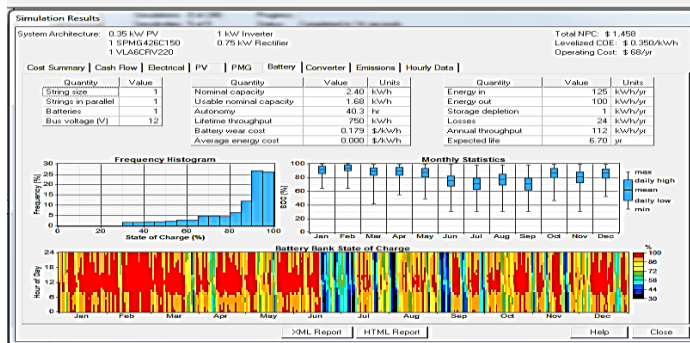 Simulation Results
System Architecture: 0.35 kW PV 1 kW Inverter Total NPC: $ 1,458
1 SPMG426C150 0.75 kW Rectifier Levelized COE: $ 0.350/kWh
1 VLA6CRV220 Operating Cost: $ 68/yr
Cost Summary Cash Flow Electrical PV PMG Battery Converter Emissions Hourly Data
Quantity Value Quantity Value Units Quantity Value Units
String size 1 Nominal capacity 2.40 kWh Energy in 125 kWh/yr
Strings in parallel 1 Usable nominal capacity 1.68 kWh Energy out 100 kWh/yr
Batteries 1 Autonomy 40.3 hr Storage depletion 1 kWh/yr
Bus voltage (V) 12 Lifetime throughput 750 kWh Losses 24 kWh/yr
Battery wear cost 0.179 $/kWh Annual throughput 112 kWh/yr
Average energy cost 0.000 $/kWh Expected life 6.70 yr
Frequency Histogram
Frequency (%)
30
25
20
15
10
5
0
0 20 40 60 80 100
State of Charge (%)
Monthly Statistics
SOC (%)
100
80
60
40
20
0
Jan Feb Mar Apr May Jun Jul Aug Sep Oct Nov Dec
max
daily high
mean
daily low
min
Battery Bank State of Charge
Hour of Day
24
18
12
6
0
Jan Feb Mar Apr May Jun Jul Aug Sep Oct Nov Dec
%
100
86
72
58
44
30
XML Report HTML Report Help Close